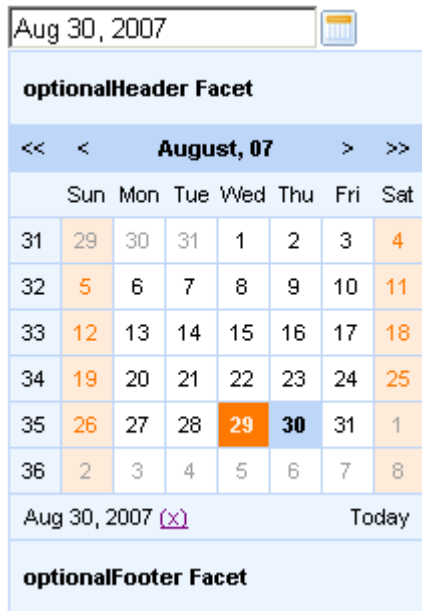 Aug 30, 2007
optionalHeader Facet
<< < August, 07 > >>
Sun Mon Tue Wed Thu Fri Sat
31 29 30 31 1 2 3 4
32 5 6 7 8 9 10 11
33 12 13 14 15 16 17 18
34 19 20 21 22 23 24 25
35 26 27 28 29 30 31 1
36 2 3 4 5 6 7 8
Aug 30, 2007 (x) Today
optionalFooter Facet